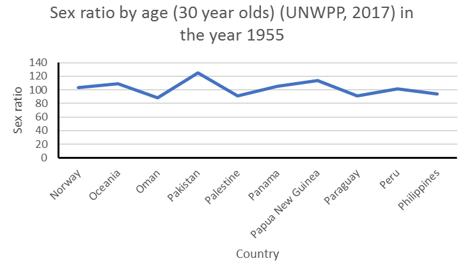 Sex ratio by age (30 year olds) (UNWPP, 2017) in
the year 1955
140
120
100
80
60
40
20
0
Sex ratio
Norway
Oceania
Oman
Pakistan
Palestine
Panama
Papua New Guinea
Paraguay
Peru
Philippines
Country